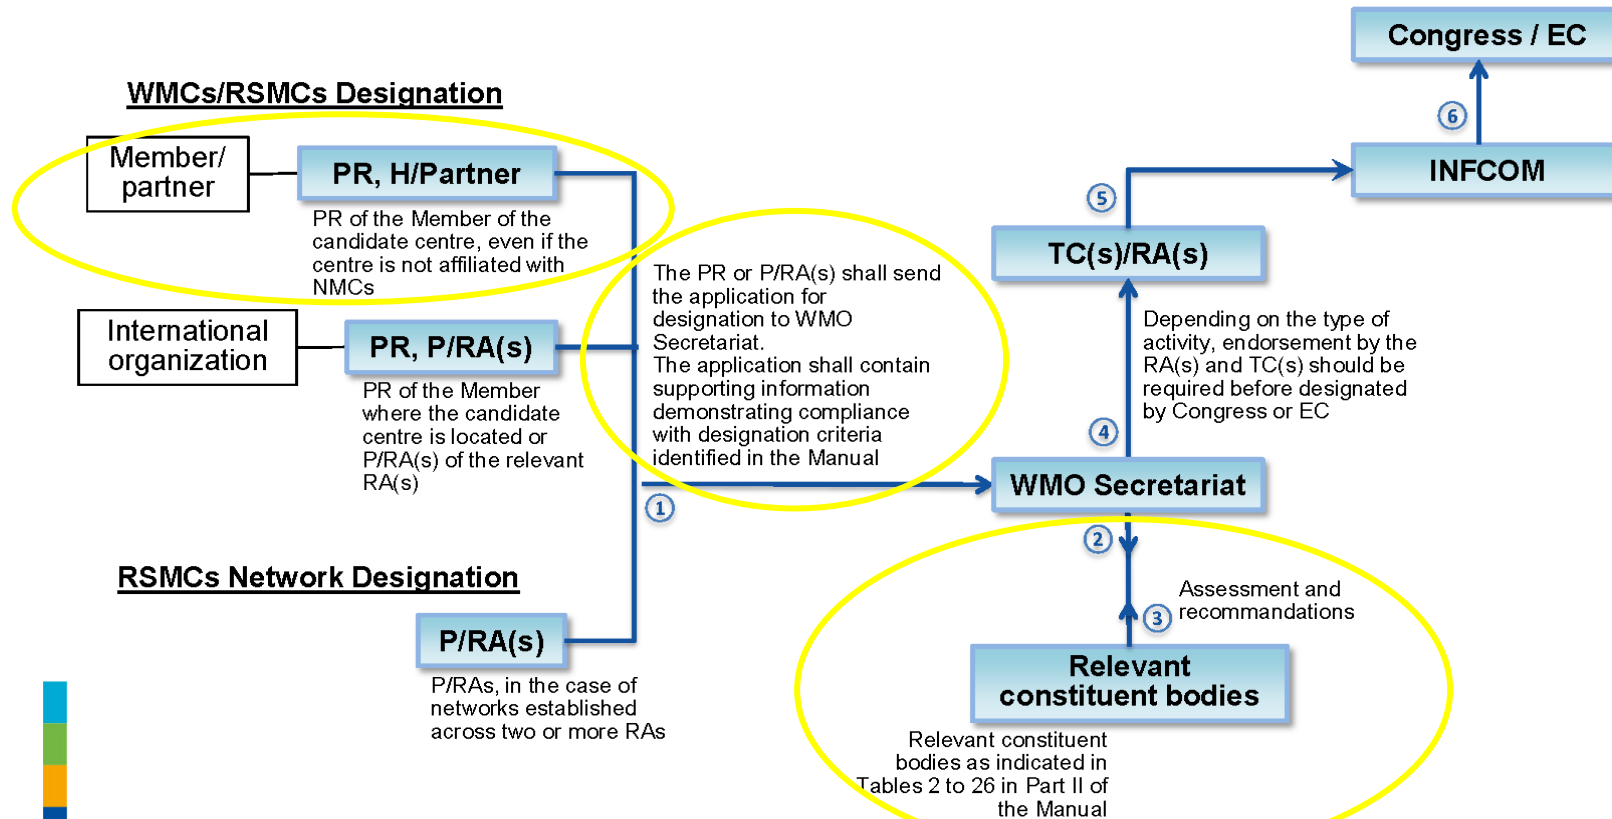 Congress / EC
WMCs/RSMCs Designation
6
Member/
partner
PR, H/Partner
INFCOM
5
PR of the Member of the
candidate centre, even if the
centre is not affiliated with
NMCs
TC(s)/RA(s)
The PR or P/RA(s) shall send
the application for
designation to WMO
Secretariat.
The application shall contain
supporting information
demonstrating compliance
with designation criteria
identified in the Manual
International
organization
PR, P/RA(s)
Depending on the type of
activity, endorsement by the
RA(s) and TC(s) should be
required before designated
by Congress or EC
PR of the Member
where the candidate
centre is located or
P/RA(s) of the relevant
RA(s)
4
WMO Secretariat
1
2
RSMCs Network Designation
Assessment and
recommandations
3
P/RA(s)
Relevant
constituent bodies
P/RAs, in the case of
networks established
across two or more RAs
Relevant constituent
bodies as indicated in
Tables 2 to 26 in Part II of
the Manual